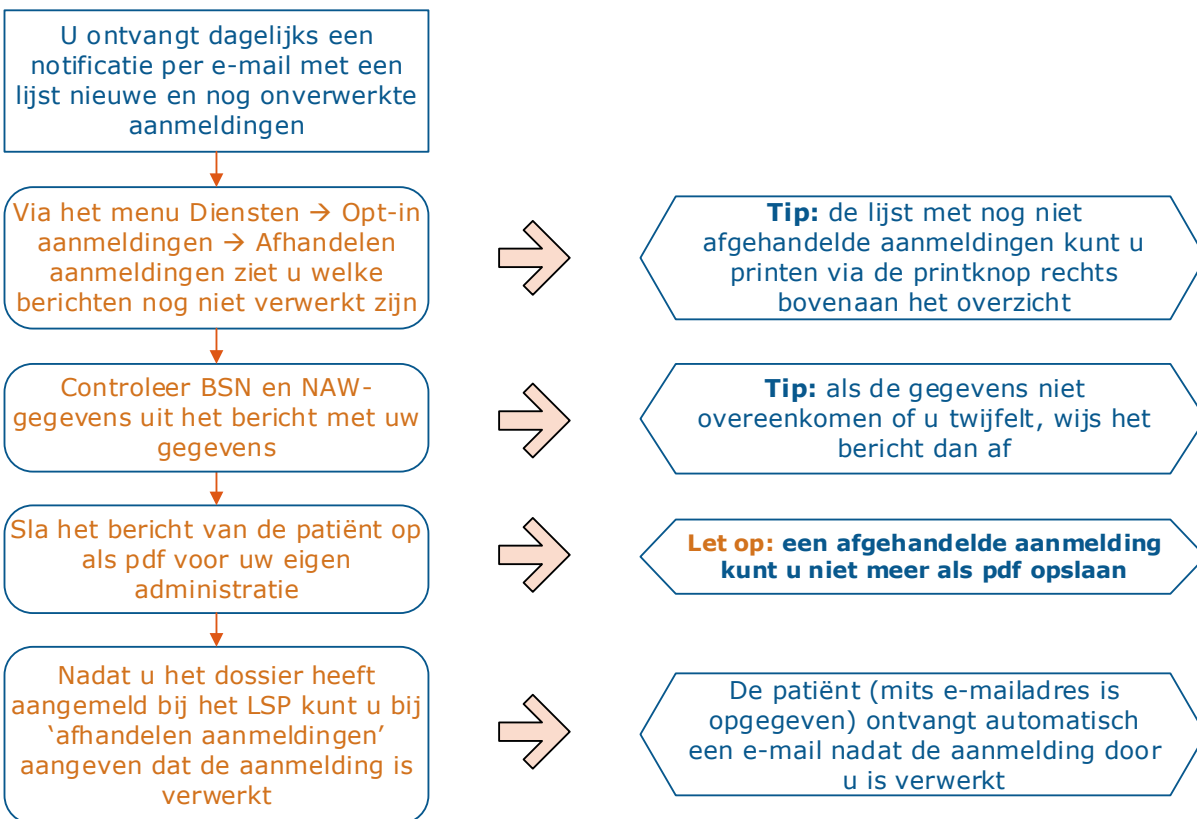 U ontvangt dagelijks een
notificatie per e-mail met een
lijst nieuwe en nog onverwerkte
aanmeldingen
Via het menu Diensten → Opt-in
aanmeldingen → Afhandelen
aanmeldingen ziet u welke
berichten nog niet verwerkt zijn
Tip: de lijst met nog niet
afgehandelde aanmeldingen kunt u
printen via de printknop rechts
bovenaan het overzicht
Controleer BSN en NAW-
gegevens uit het bericht met uw
gegevens
Tip: als de gegevens niet
overeenkomen of u twijfelt, wijs het
bericht dan af
Sla het bericht van de patiënt op
als pdf voor uw eigen
administratie
Let op: een afgehandelde aanmelding
kunt u niet meer als pdf opslaan
Nadat u het dossier heeft
aangemeld bij het LSP kunt u bij
‘afhandelen aanmeldingen’
aangeven dat de aanmelding is
verwerkt
De patiënt (mits e-mailadres is
opgegeven) ontvangt automatisch
een e-mail nadat de aanmelding door
u is verwerkt